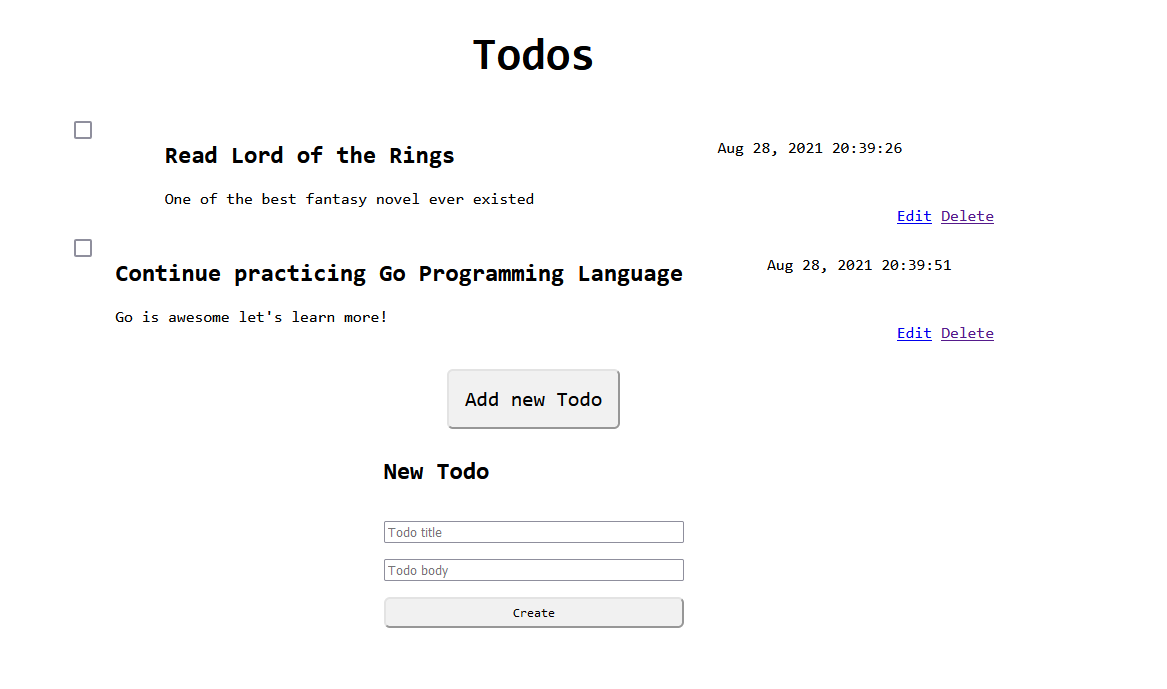 Todos
Read Lord of the Rings
Aug 28, 2021 20:39:26
One of the best fantasy novel ever existed
Edit Delete
Continue practicing Go Programming Language
Aug 28, 2021 20:39:51
Go is awesome let's learn more!
Edit Delete
Add new Todo
New Todo
Todo title
Todo body
Create